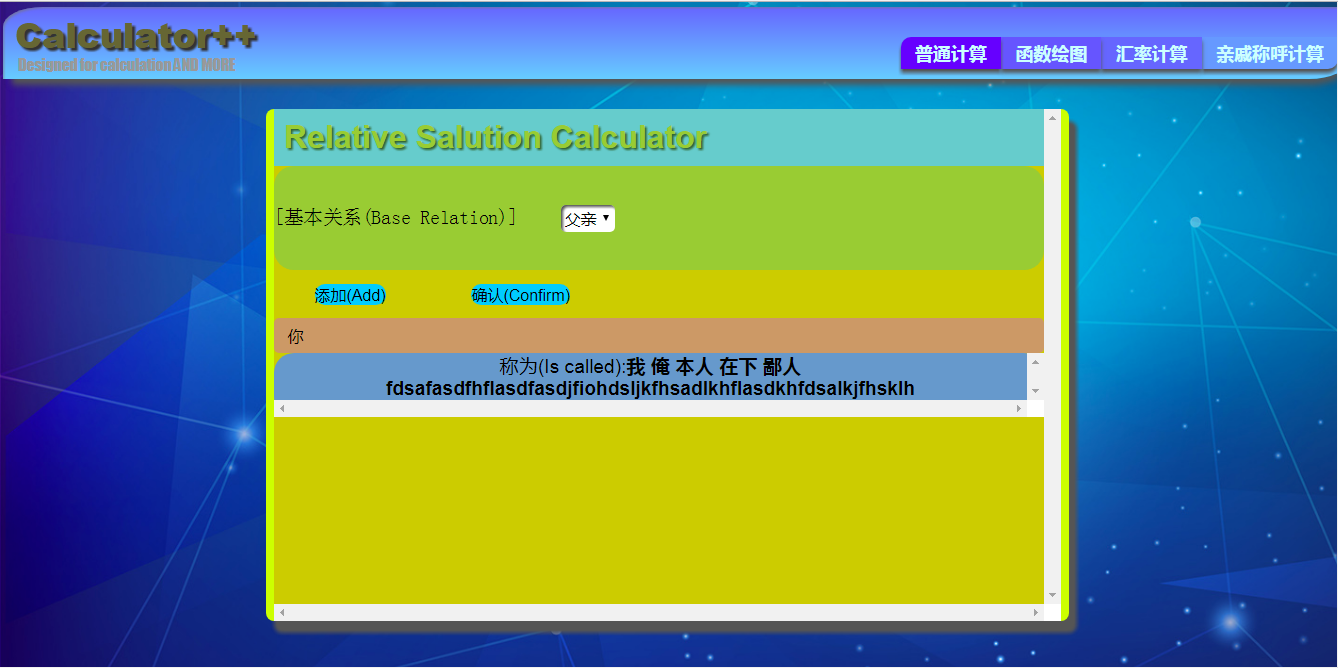 Calculator++
Designed for calculation AND MORE
普通计算 函数绘图 汇率计算 亲戚称呼计算
Relative Salution Calculator
[基本关系(Base Relation)] 父亲
添加(Add) 确认(Confirm)
你
称为(Is called):我 俺 本人 在下 鄙人
fdsafasdfhflasdfasdjfiohdsljkfhsadlkhflasdkhfdsalkjfhsklh